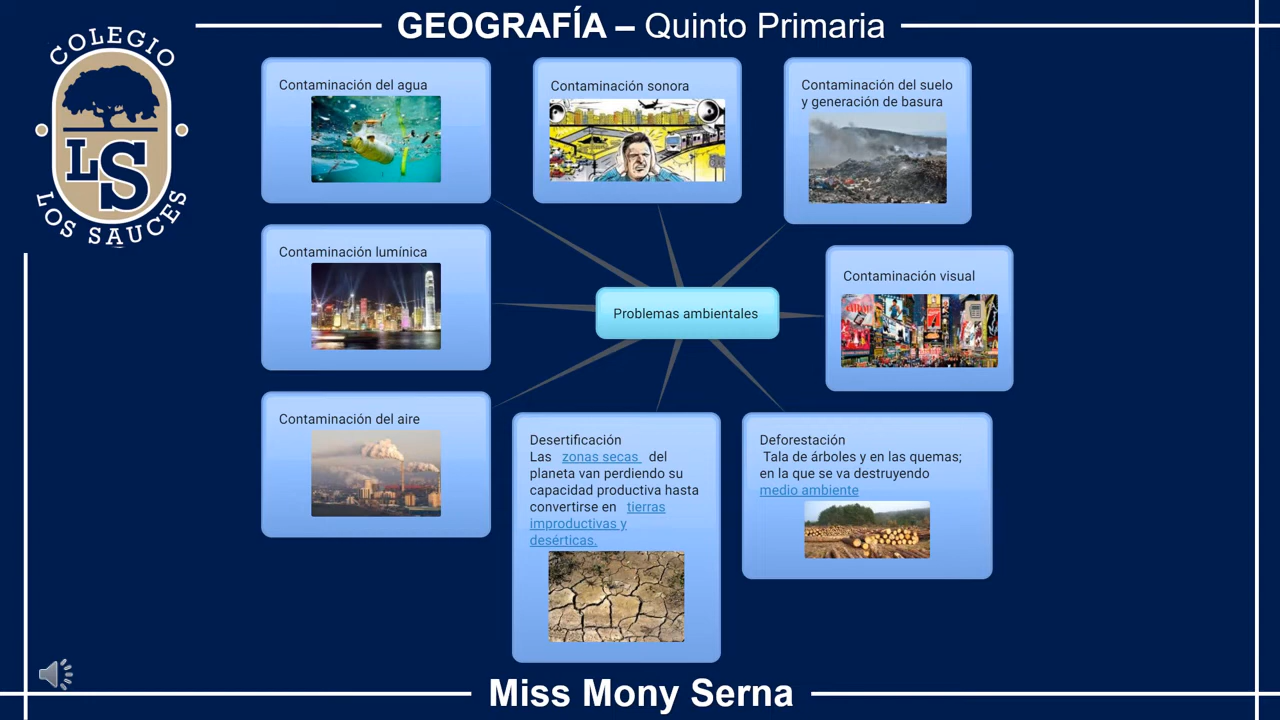 GEOGRAFÍA – Quinto Primaria
COLEGIO
LS
LOS SAUCES
Contaminación del agua
Contaminación sonora
Contaminación del suelo
y generación de basura
Contaminación lumínica
Problemas ambientales
Contaminación visual
Contaminación del aire
Desertificación
Las zonas secas del
planeta van perdiendo su
capacidad productiva hasta
convertirse en tierras
improductivas y
desérticas.
Deforestación
Tala de árboles y en las quemas;
en la que se va destruyendo
medio ambiente
Miss Mony Serna